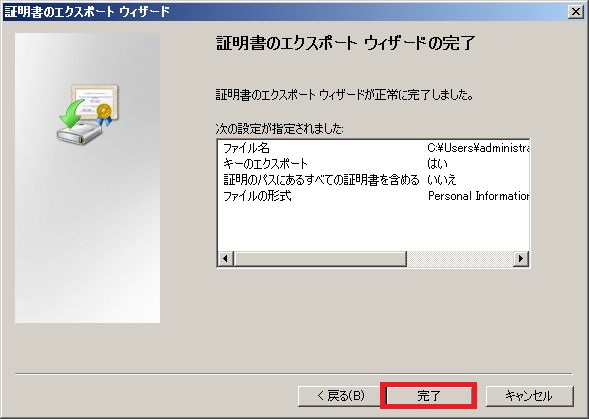 証明書のエクスポート ウィザード
証明書のエクスポート ウィザードの完了
証明書のエクスポート ウィザードが正常に完了しました。
次の設定が指定されました:
ファイル名 C:¥Users¥administra
キーのエクスポート はい
証明のパスにあるすべての証明書を含める いいえ
ファイルの形式 Personal Information
< 戻る(B) 完了 キャンセル